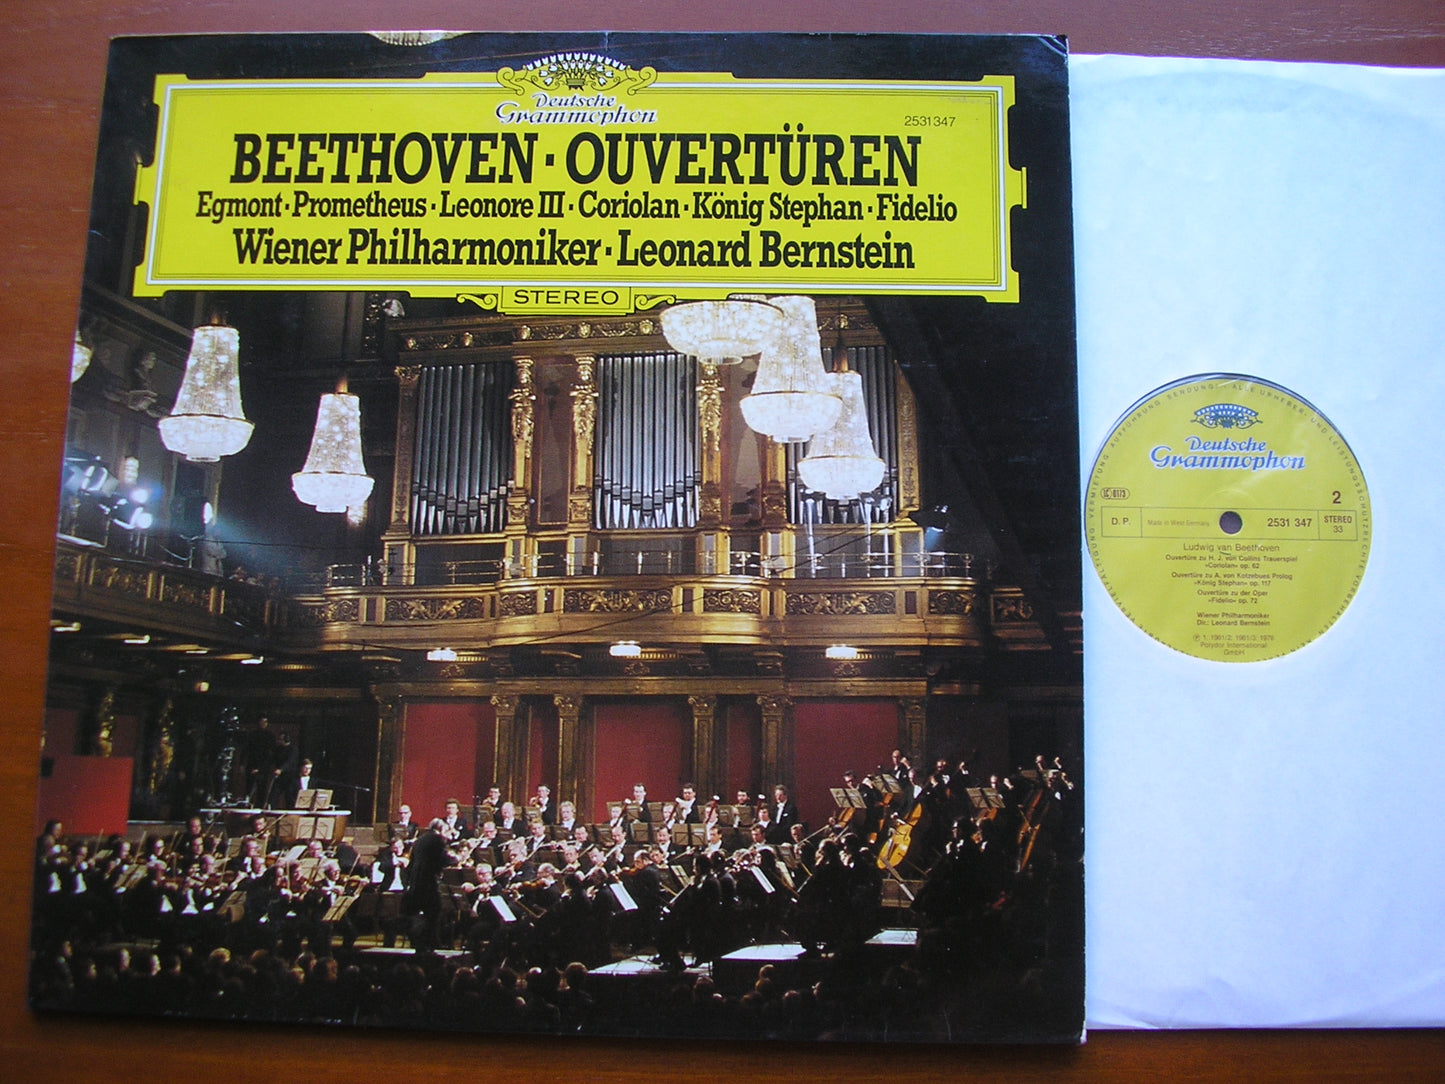 Deutsche
Grammophon
2531 347
BEETHOVEN · OUVERTÜREN
Egmont · Prometheus · Leonore III · Coriolan · König Stephan · Fidelio
Wiener Philharmoniker · Leonard Bernstein
STEREO
Deutsche
Grammophon
LC 0173
2
D. P.
Made in West Germany
2531 347
STEREO
33
Ludwig van Beethoven
Ouvertüre zu H. J. von Collins Trauerspiel
»Coriolan« op. 62
Ouvertüre zu A. von Kotzebues Prolog
»König Stephan« op. 117
Ouvertüre zu der Oper
»Fidelio« op. 72
Wiener Philharmoniker
Dir.: Leonard Bernstein
Polydor International
GmbH